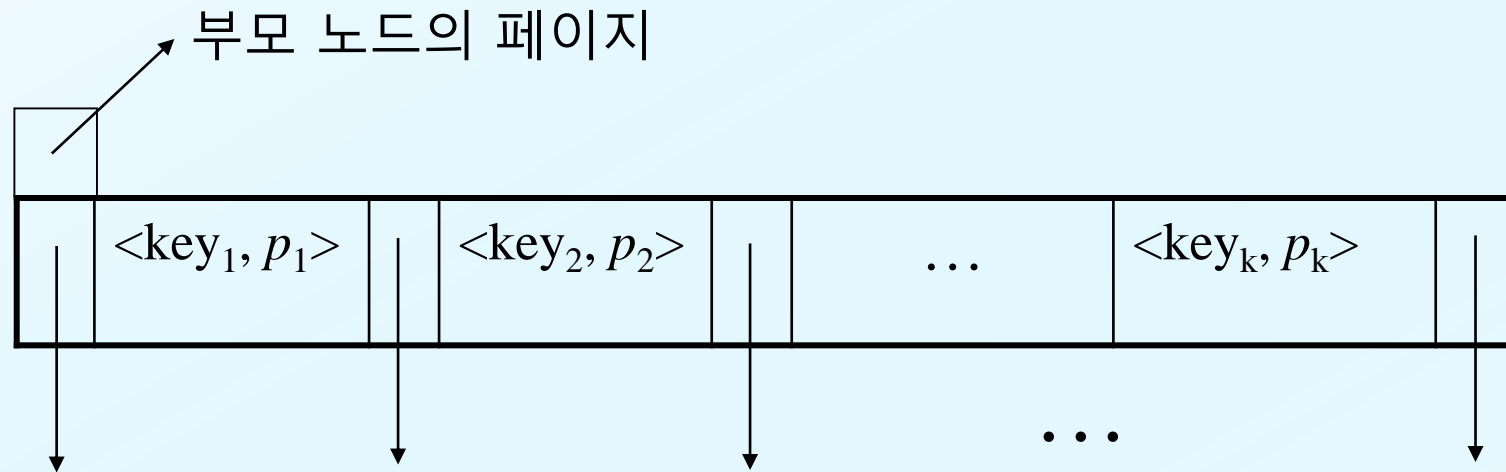 부모 노드의 페이지
<key₁, p₁> <key₂, p₂> … <keyₖ, pₖ>
…